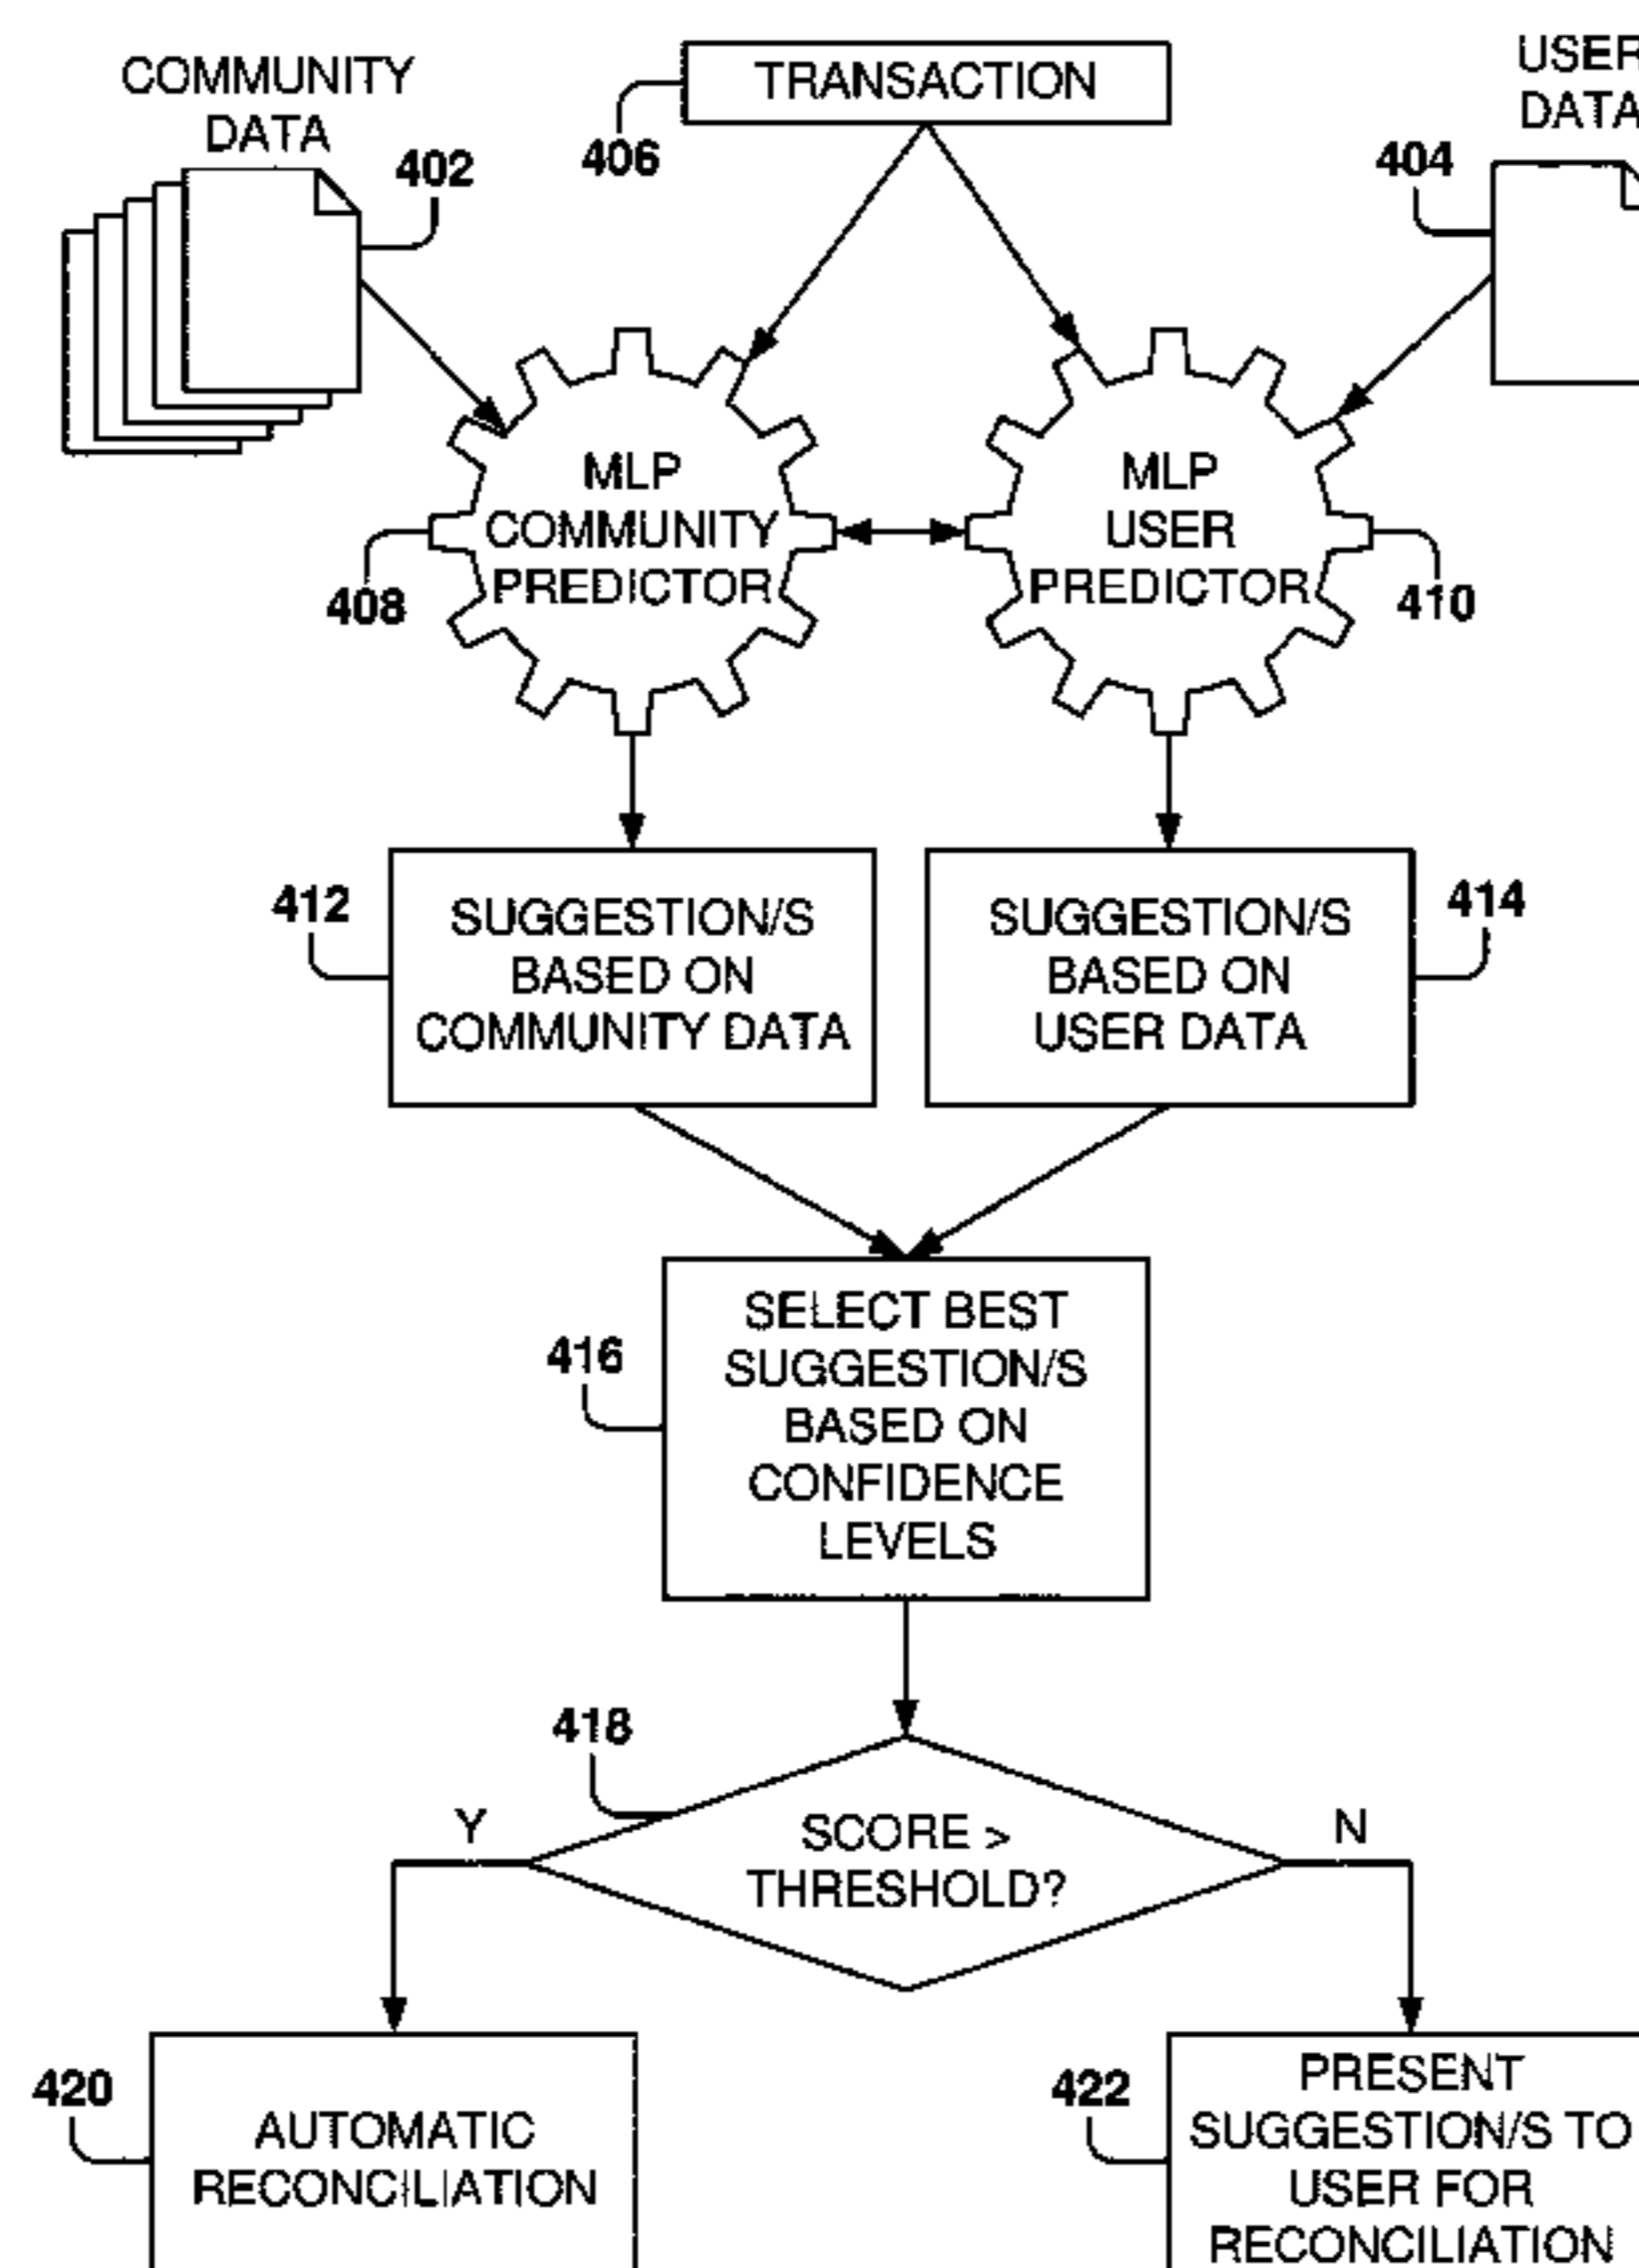 COMMUNITY
DATA
402
TRANSACTION
406
USER
DATA
404
MLP
COMMUNITY
PREDICTOR
408
MLP
USER
PREDICTOR
410
412
SUGGESTION/S
BASED ON
COMMUNITY DATA
SUGGESTION/S
BASED ON
USER DATA
414
416
SELECT BEST
SUGGESTION/S
BASED ON
CONFIDENCE
LEVELS
418
Y
SCORE >
THRESHOLD?
N
420
AUTOMATIC
RECONCILIATION
422
PRESENT
SUGGESTION/S TO
USER FOR
RECONCILIATION